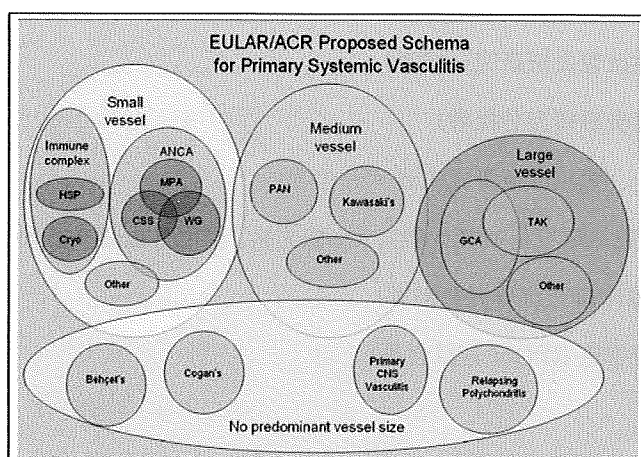 EULAR/ACR Proposed Schema
for Primary Systemic Vasculitis
Small
vessel
Immune
complex
HSP
Cryo
ANCA
MPA
CSS
WG
Other
Medium
vessel
PAN
Kawasaki's
Other
Large
vessel
GCA
TAK
Other
Behçet's
Cogan's
Primary
CNS
Vasculitis
Relapsing
Polychondritis
No predominant vessel size